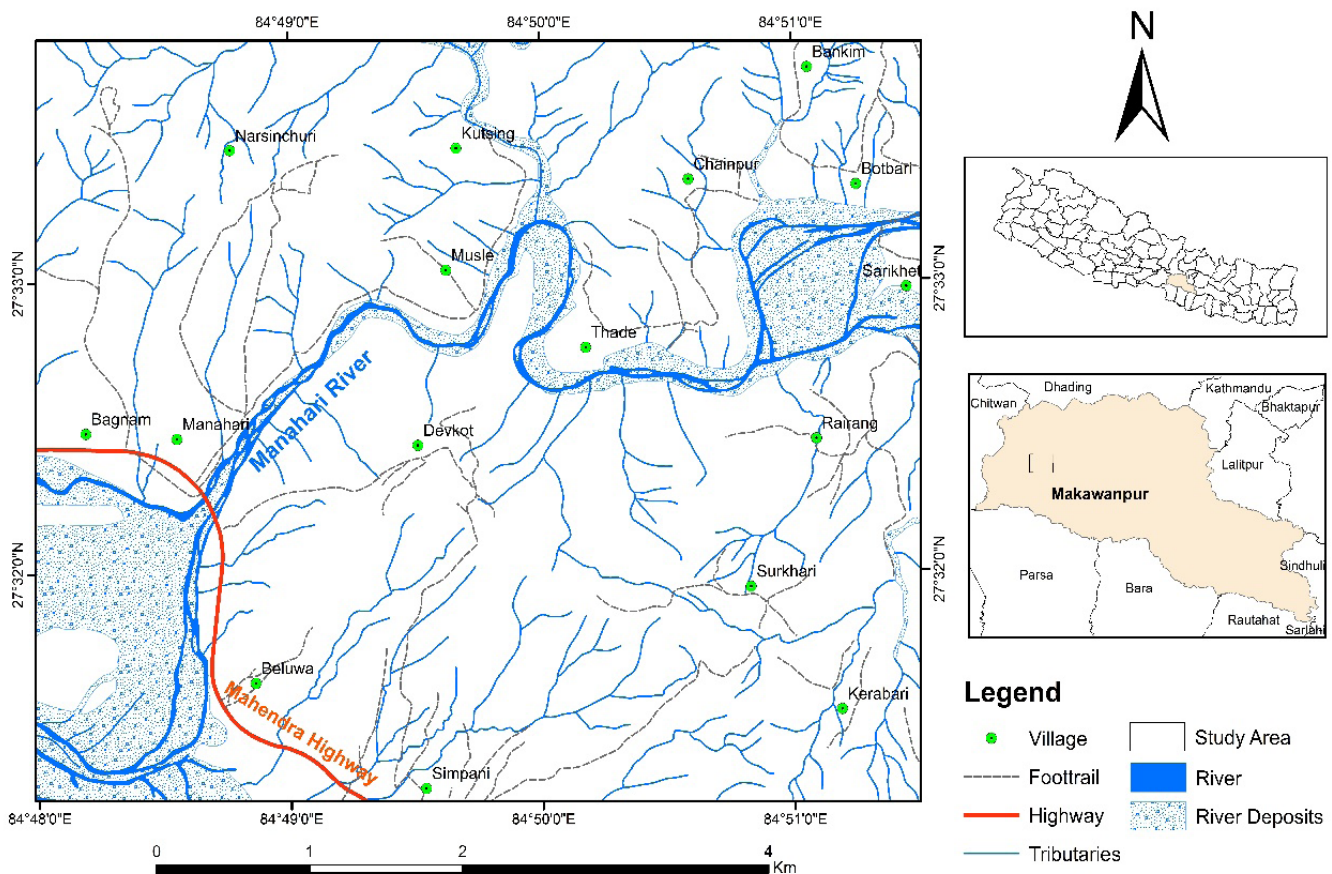 84°49'0"E
84°50'0"E
84°51'0"E
N
Bankim
Narsinchuri
Kutsing
Chainpur
Botbari
27°33'0"N
Musle
Sarikhet
27°33'0"N
Thade
Manahari River
Bagnam
Manahari
Devkot
Rairang
27°32'0"N
Surkhari
27°32'0"N
Beluwa
Mahendra Highway
Kerabari
Simpani
84°48'0"E
84°49'0"E
84°50'0"E
84°51'0"E
0
1
2
4
Km
Chitwan
Dhading
Kathmandu
Bhaktapur
Lalitpur
Makawanpur
Sindhuli
Parsa
Bara
Rautahat
Sarlahi
Legend
Village
Foottrail
Highway
Tributaries
Study Area
River
River Deposits